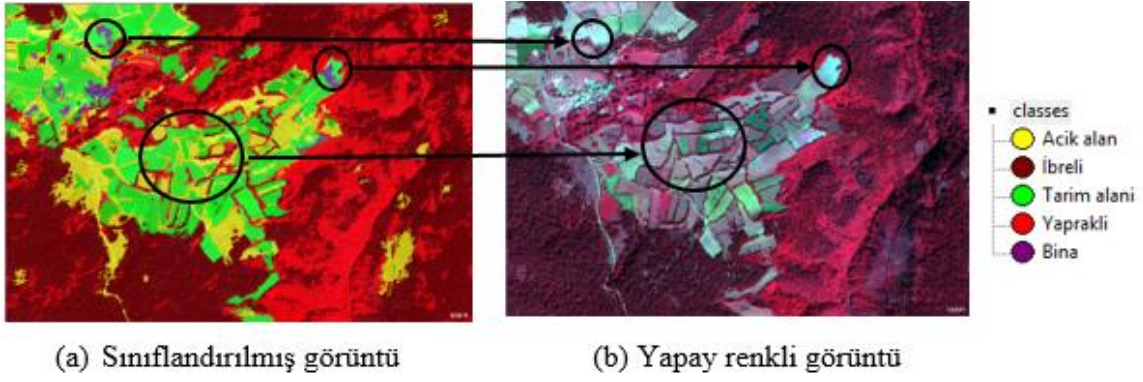 classes
Acik alan
İbreli
Tarim alani
Yaprakli
Bina
(a) Sınıflandırılmış görüntü
(b) Yapay renkli görüntü